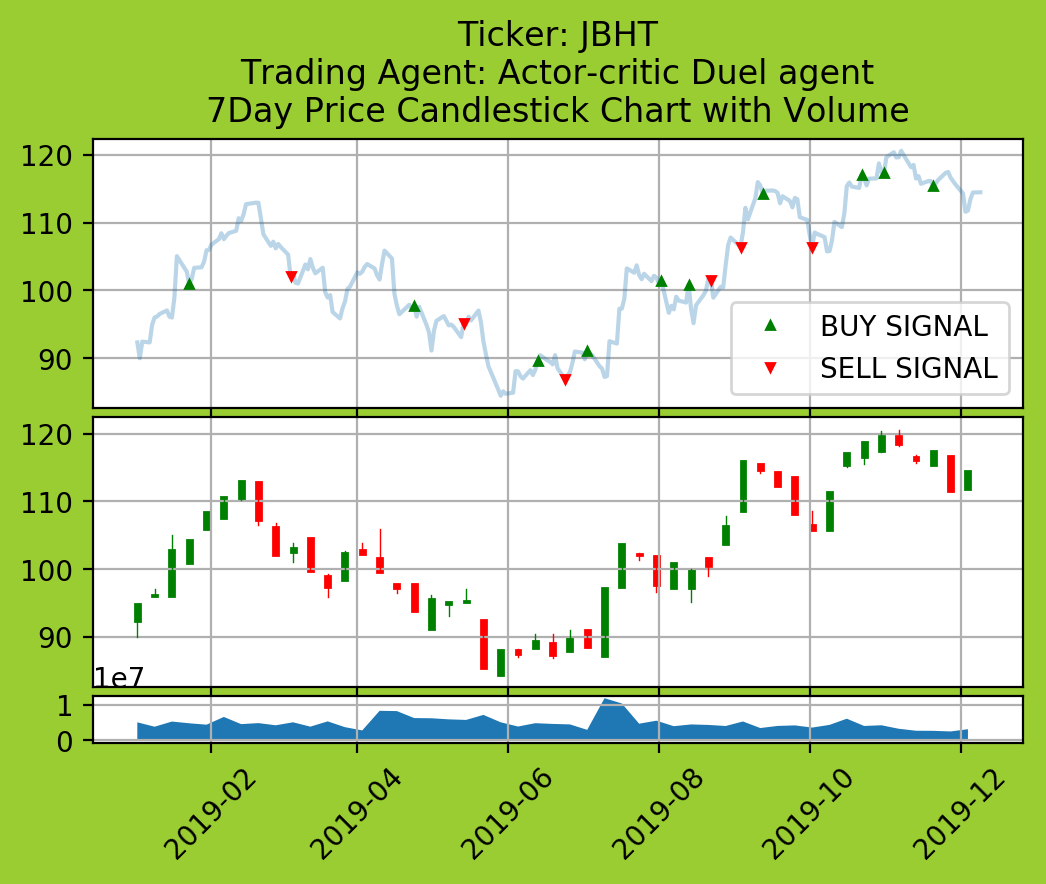 Ticker: JBHT
Trading Agent: Actor-critic Duel agent
7Day Price Candlestick Chart with Volume
120
110
100
90
BUY SIGNAL
SELL SIGNAL
120
110
100
90
1e7
1
0
2019-02
2019-04
2019-06
2019-08
2019-10
2019-12